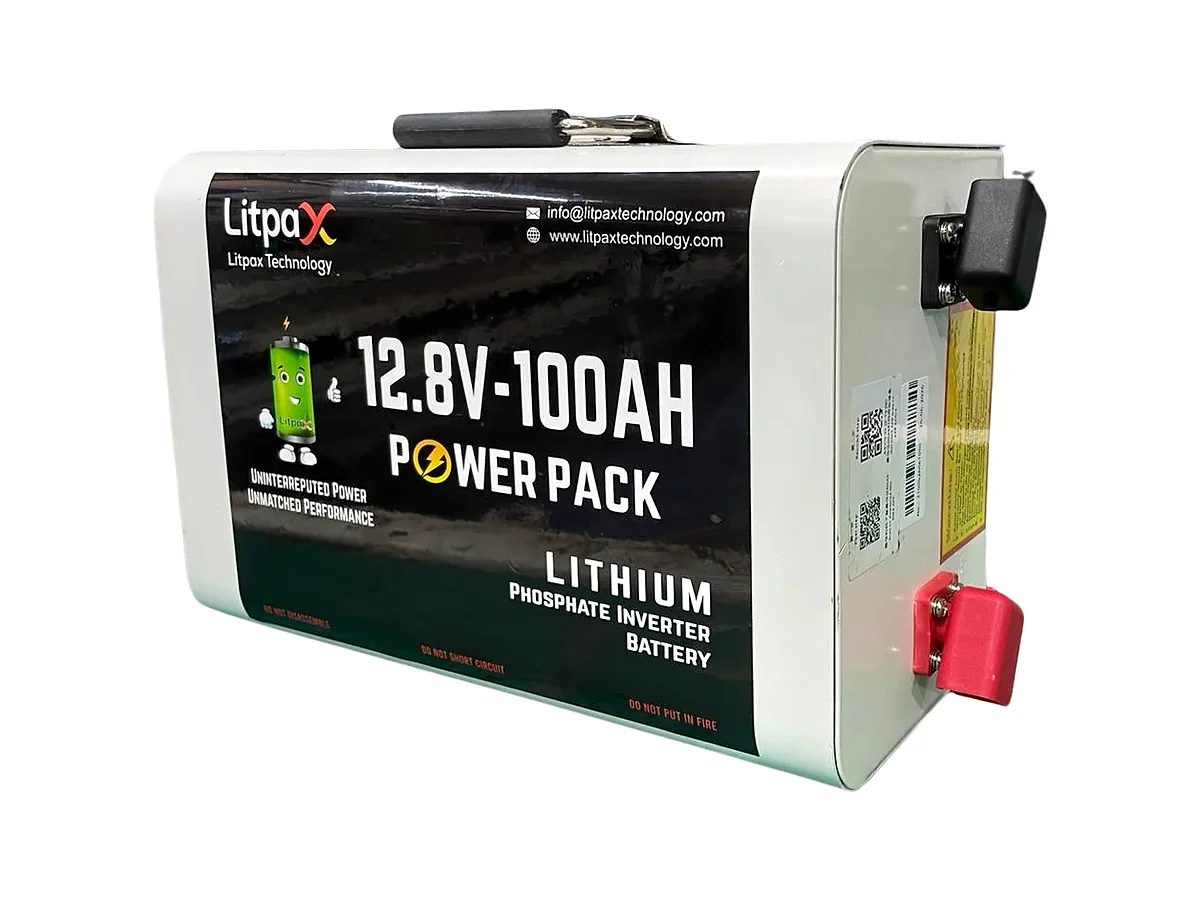 Litpax
Litpax Technology
info@litpaxtechnology.com
www.litpaxtechnology.com
12.8V-100AH
POWER PACK
Litpax
UNINTERREPUTED POWER
UNMATCHED PERFORMANCE
LITHIUM
PHOSPHATE INVERTER
BATTERY
DO NOT DISASSEMBLE
DO NOT SHORT CIRCUIT
DO NOT PUT IN FIRE